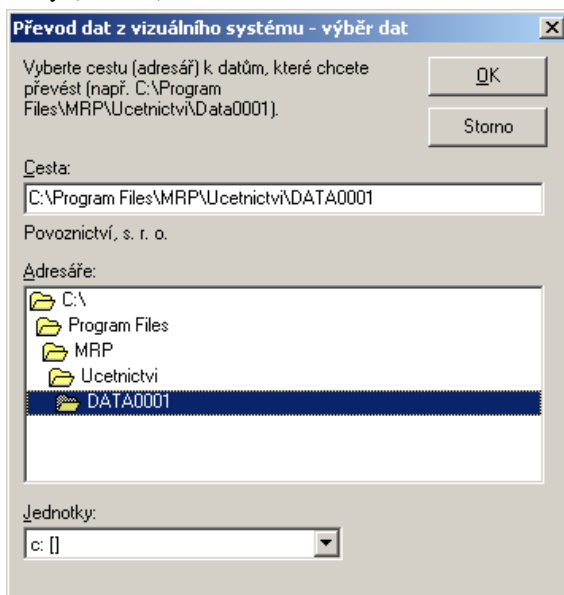 Převod dat z vizuálního systému - výběr dat
Vyberte cestu (adresář) k datům, které chcete
převést (např. C:\Program
Files\MRP\Ucetnictvi\Data0001).
OK
Storno
Cesta:
C:\Program Files\MRP\Ucetnictvi\DATA0001
Povoznictví, s. r. o.
Adresáře:
C:\
Program Files
MRP
Ucetnictvi
DATA0001
Jednotky:
c: []